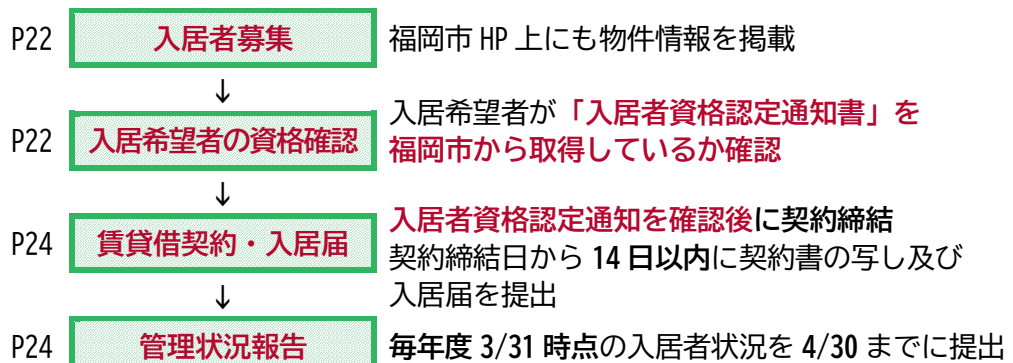 P22 入居者募集 福岡市 HP 上にも物件情報を掲載
↓
P22 入居希望者の資格確認 入居希望者が「入居者資格認定通知書」を
福岡市から取得しているか確認
↓
P24 賃貸借契約・入居届 入居者資格認定通知を確認後に契約締結
契約締結日から 14 日以内に契約書の写し及び
入居届を提出
↓
P24 管理状況報告 毎年度 3/31 時点の入居者状況を 4/30 までに提出